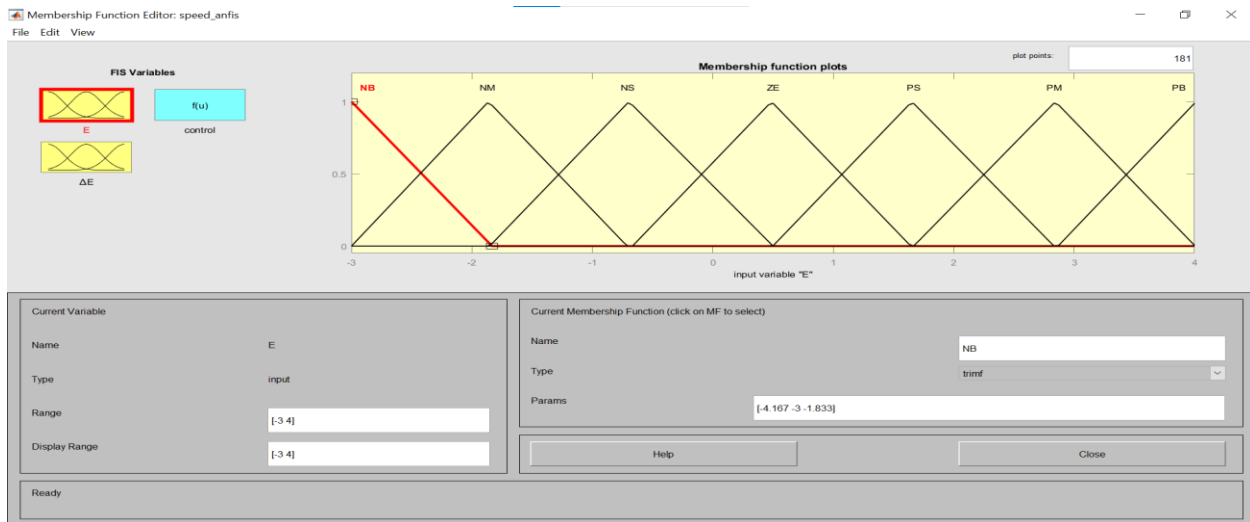 Membership Function Editor: speed_anfis
File Edit View
FIS Variables
f(u)
E
control
ΔE
plot points:
181
Membership function plots
NB NM NS ZE PS PM PB
1
0.5
0
-3 -2 -1 0 1 2 3 4
input variable "E"
Current Variable
Name E
Type input
Range [-3 4]
Display Range [-3 4]
Current Membership Function (click on MF to select)
Name NB
Type trimf
Params [-4.167 -3 -1.833]
Help Close
Ready